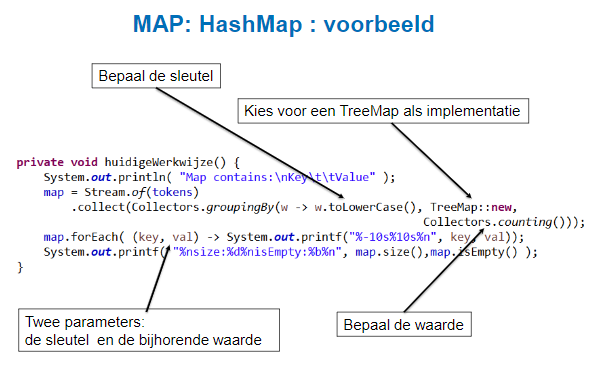 MAP: HashMap : voorbeeld
Bepaal de sleutel
Kies voor een TreeMap als implementatie
private void huidigeWerkwijze() {
System.out.println( "Map contains:\nKey\t\tValue" );
map = Stream.of(tokens)
.collect(Collectors.groupingBy(w -> w.toLowerCase(), TreeMap::new,
Collectors.counting()));
map.forEach( (key, val) -> System.out.printf("%-10s%10s%n", key, val));
System.out.printf( "%nsize:%d%nisEmpty:%b%n", map.size(),map.isEmpty() );
}
Twee parameters:
de sleutel en de bijhorende waarde
Bepaal de waarde